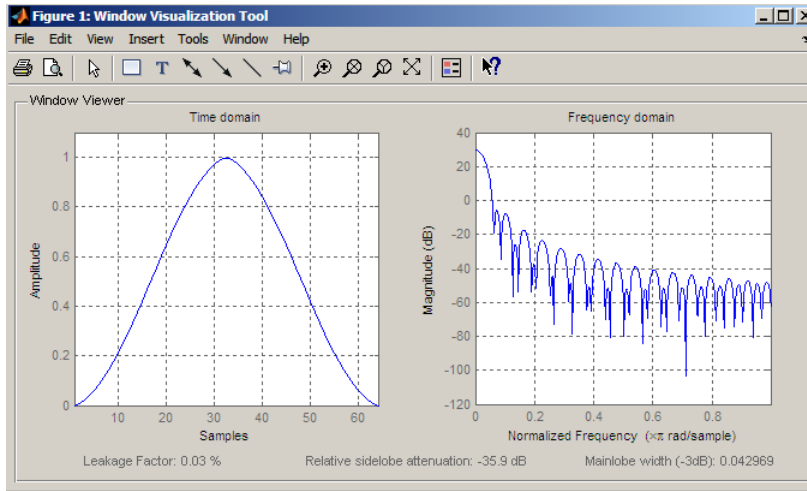 Figure 1: Window Visualization Tool
File Edit View Insert Tools Window Help
T
Window Viewer
Time domain
Amplitude
1
0.8
0.6
0.4
0.2
0
10 20 30 40 50 60
Samples
Frequency domain
Magnitude (dB)
40
20
0
-20
-40
-60
-80
-100
-120
0 0.2 0.4 0.6 0.8
Normalized Frequency (×π rad/sample)
Leakage Factor: 0.03 % Relative sidelobe attenuation: -35.9 dB Mainlobe width (-3dB): 0.042969